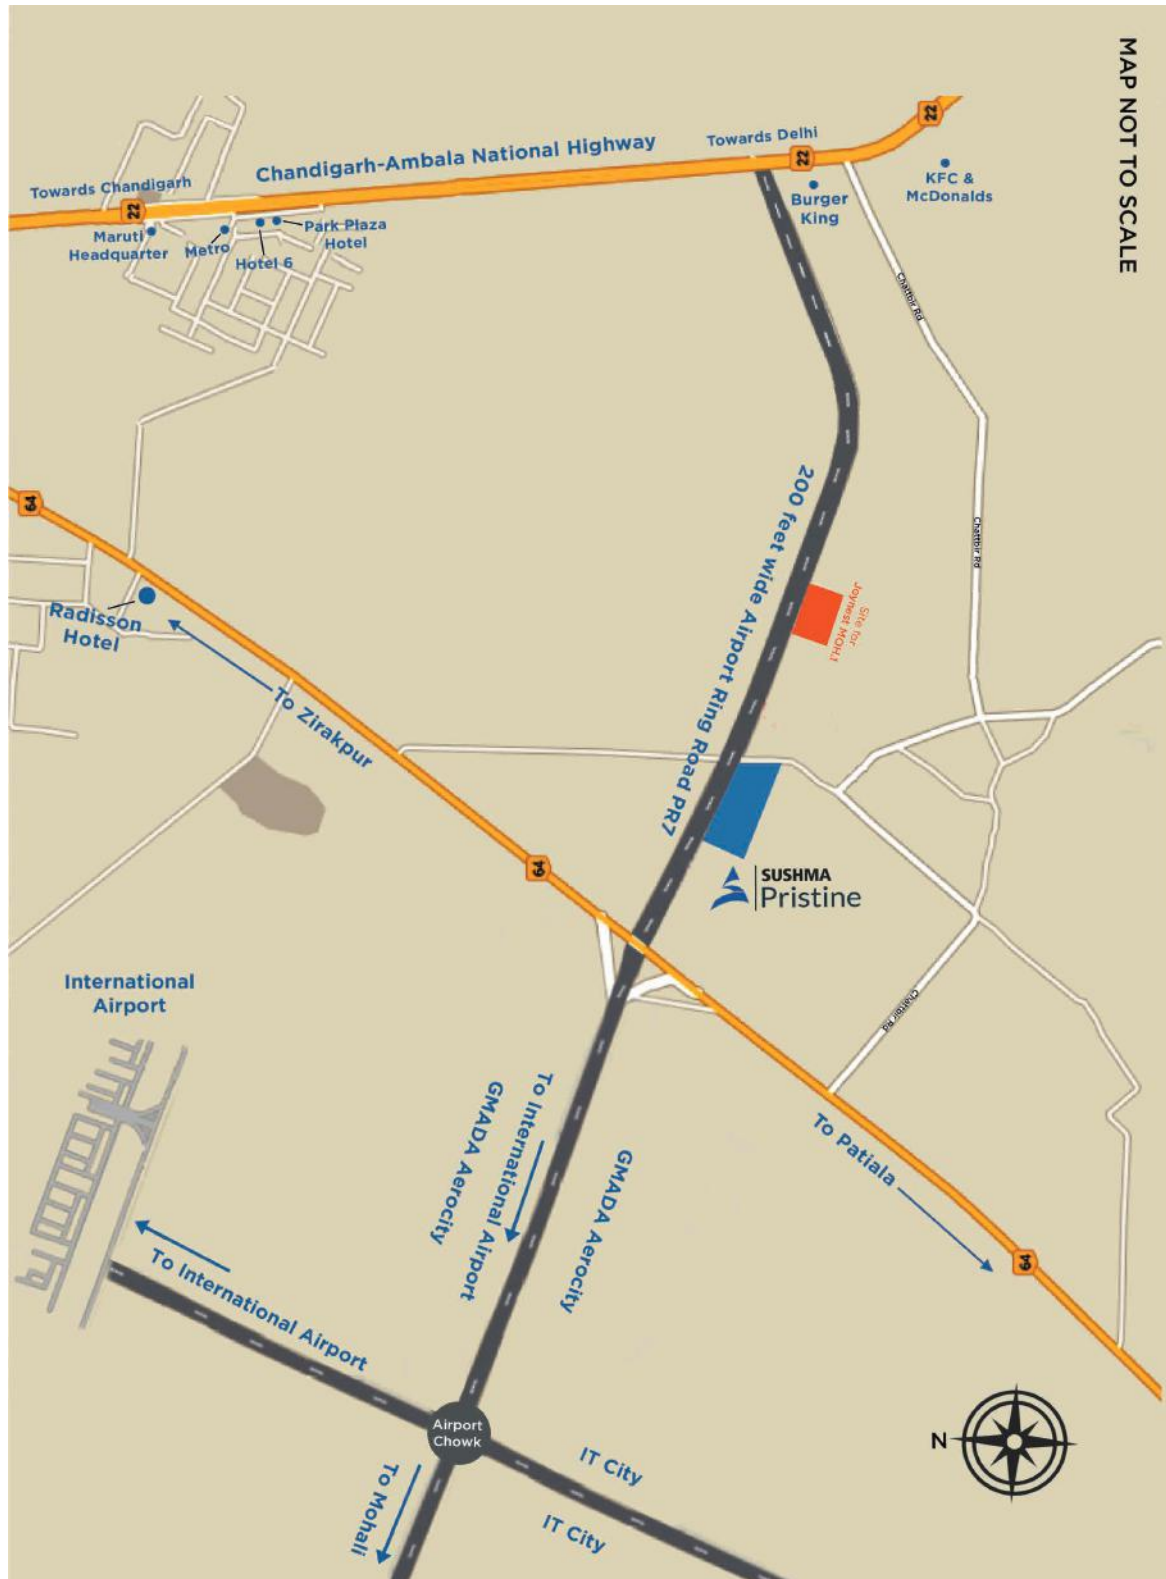 MAP NOT TO SCALE
22
Towards Delhi
22
Chandigarh-Ambala National Highway
KFC &
McDonalds
Towards Chandigarh
22
Burger
King
Maruti
Headquarter
Metro
Hotel 6
Park Plaza
Hotel
Chattbir Rd
64
200 feet wide Airport Ring Road PR7
Chattbir Rd
Site for
Joynest MOH.1
Radisson
Hotel
To Zirakpur
64
SUSHMA
Pristine
International
Airport
Chattbir Rd
To International Airport
GMADA Aerocity
GMADA Aerocity
To Patiala
64
To International Airport
Airport
Chowk
N
IT City
IT City
To Mohali